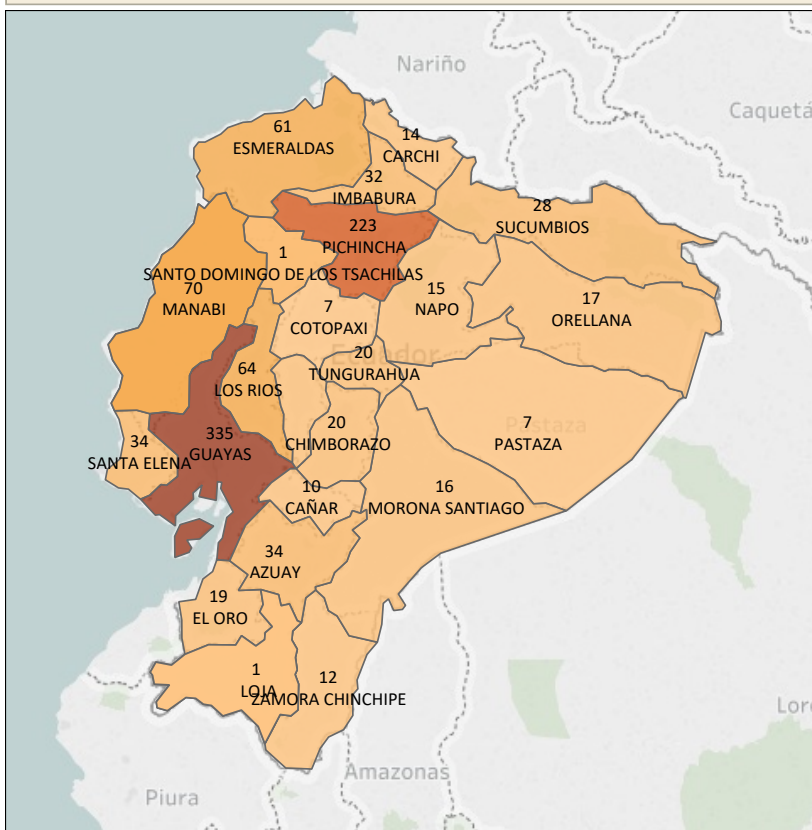 Nariño
Caquetá
61
ESMERALDAS
14
CARCHI
32
IMBABURA
28
SUCUMBIOS
223
PICHINCHA
1
SANTO DOMINGO DE LOS TSACHILAS
70
MANABI
15
NAPO
17
ORELLANA
7
COTOPAXI
Ecuador
20
TUNGURAHUA
64
LOS RIOS
20
CHIMBORAZO
Pastaza
7
PASTAZA
335
GUAYAS
34
SANTA ELENA
10
CAÑAR
16
MORONA SANTIAGO
34
AZUAY
19
EL ORO
1
LOJA
12
ZAMORA CHINCHIPE
Lore
Amazonas
Piura